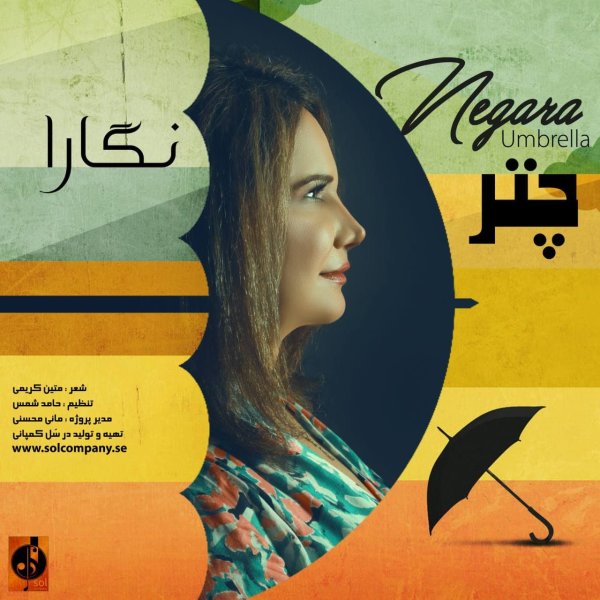 نگارا
Negara
Umbrella
چتر
شعر : متین کریمی
تنظیم : حامد شمس
مدیر پروژه : مانی محسنی
تهیه و تولید در سُل کمپانی
www.solcompany.se
sol